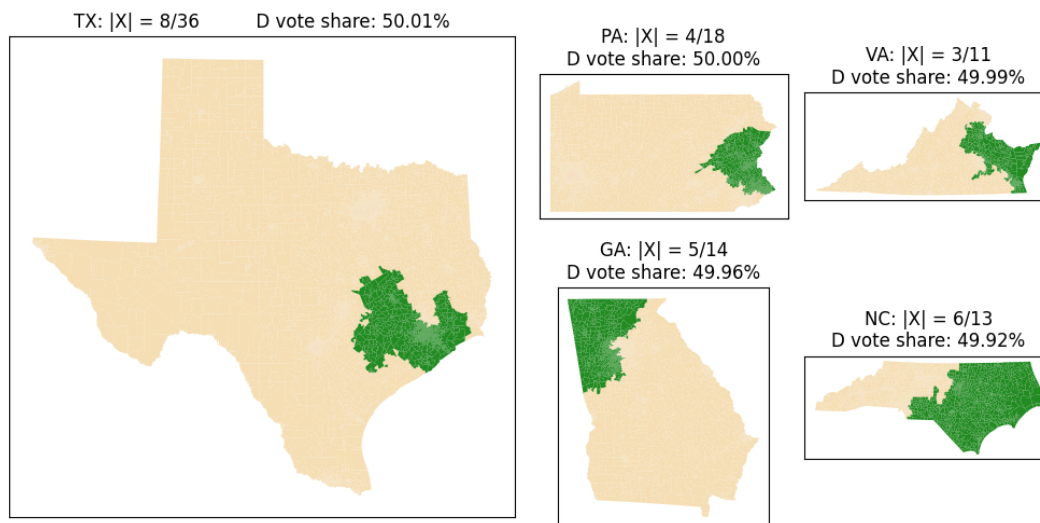 TX: |X| = 8/36 D vote share: 50.01%
PA: |X| = 4/18
D vote share: 50.00%
VA: |X| = 3/11
D vote share: 49.99%
GA: |X| = 5/14
D vote share: 49.96%
NC: |X| = 6/13
D vote share: 49.92%